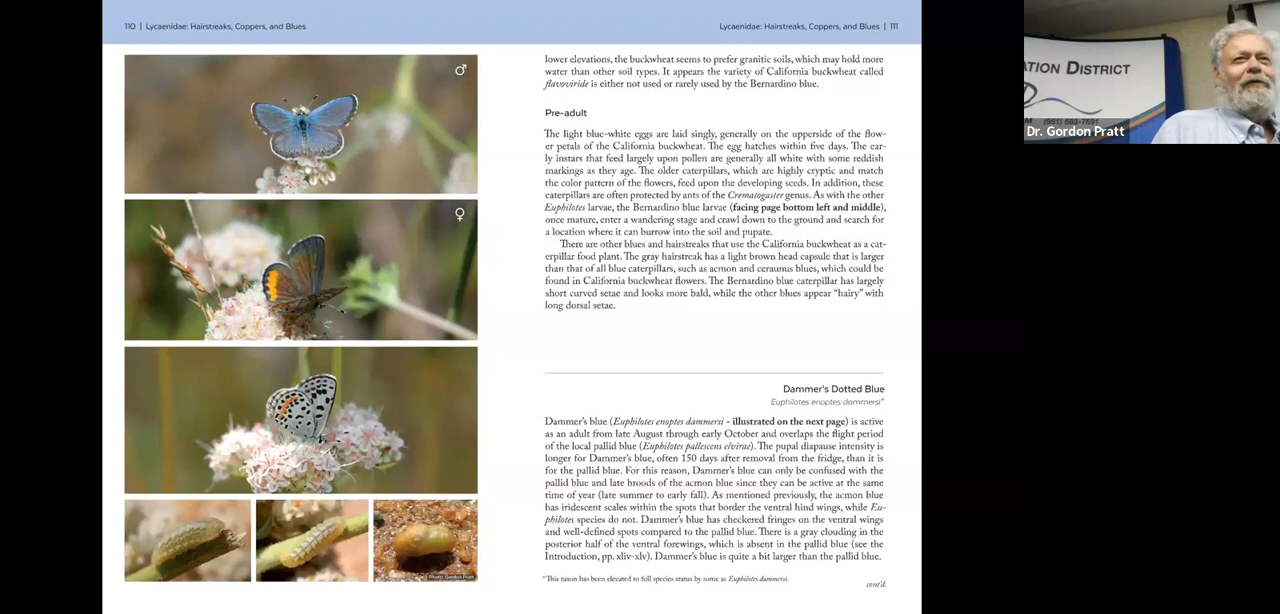 110 | Lycaenidae: Hairstreaks, Coppers, and Blues
Lycaenidae: Hairstreaks, Coppers, and Blues | 111
♂
♀
Photo: Gordon Pratt
lower elevations, the buckwheat seems to prefer granitic soils, which may hold more
water than other soil types. It appears the variety of California buckwheat called
flavoviride is either not used or rarely used by the Bernardino blue.
Pre-adult
The light blue-white eggs are laid singly, generally on the upperside of the flow-
er petals of the California buckwheat. The egg hatches within five days. The ear-
ly instars that feed largely upon pollen are generally all white with some reddish
markings as they age. The older caterpillars, which are highly cryptic and match
the color pattern of the flowers, feed upon the developing seeds. In addition, these
caterpillars are often protected by ants of the Crematogaster genus. As with the other
Euphilotes larvae, the Bernardino blue larvae (facing page bottom left and middle),
once mature, enter a wandering stage and crawl down to the ground and search for
a location where it can burrow into the soil and pupate.
There are other blues and hairstreaks that use the California buckwheat as a cat-
erpillar food plant. The gray hairstreak has a light brown head capsule that is larger
than that of all blue caterpillars, such as acmon and ceraunus blues, which could be
found in California buckwheat flowers. The Bernardino blue caterpillar has largely
short curved setae and looks more bald, while the other blues appear “hairy” with
long dorsal setae.
Dammer's Dotted Blue
Euphilotes enoptes dammersi*
Dammer's blue (Euphilotes enoptes dammersi - illustrated on the next page) is active
as an adult from late August through early October and overlaps the flight period
of the local pallid blue (Euphilotes pallescens elvirae). The pupal diapause intensity is
longer for Dammer's blue, often 150 days after removal from the fridge, than it is
for the pallid blue. For this reason, Dammer's blue can only be confused with the
pallid blue and late broods of the acmon blue since they can be active at the same
time of year (late summer to early fall). As mentioned previously, the acmon blue
has iridescent scales within the spots that border the ventral hind wings, while Eu-
philotes species do not. Dammer's blue has checkered fringes on the ventral wings
and well-defined spots compared to the pallid blue. There is a gray clouding in the
posterior half of the ventral forewings, which is absent in the pallid blue (see the
Introduction, pp. xliv-xlv). Dammer's blue is quite a bit larger than the pallid blue.
*This taxon has been elevated to full species status by some as Euphilotes dammersi.
cont'd.
ATION DISTRICT
(951) 683-7691
Dr. Gordon Pratt